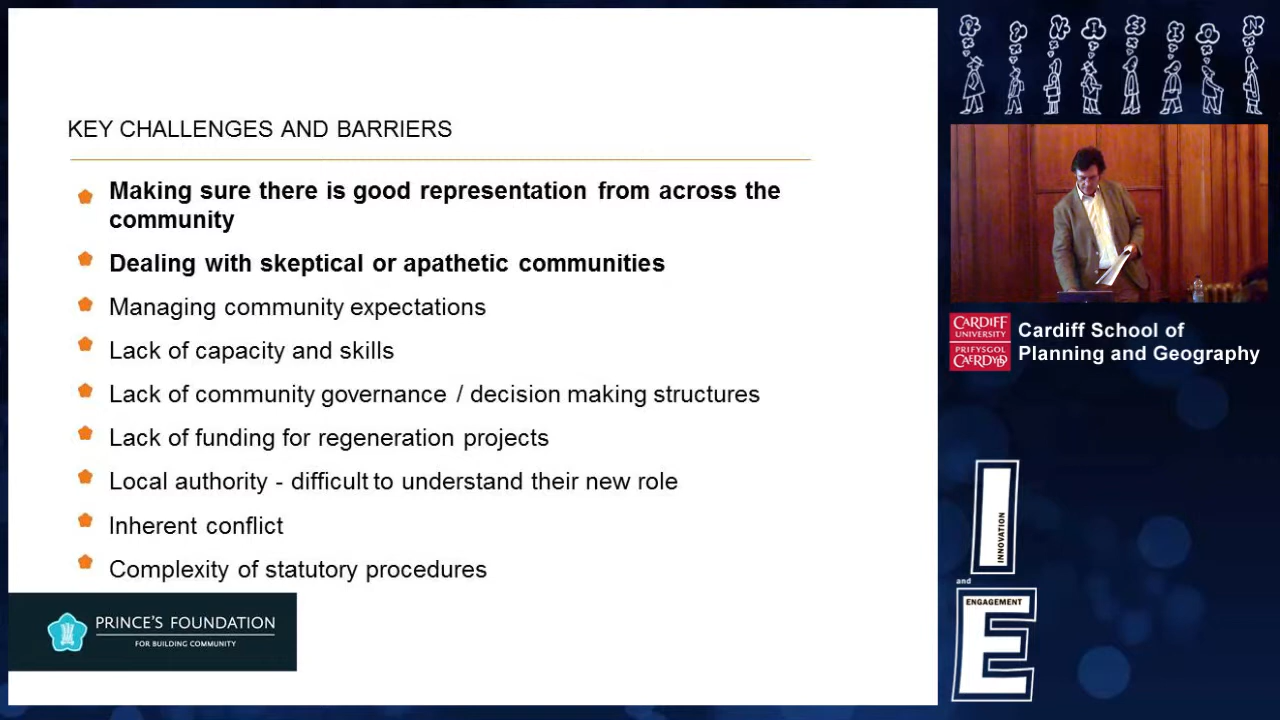 P ? V I S I O N
KEY CHALLENGES AND BARRIERS
Making sure there is good representation from across the
community
Dealing with skeptical or apathetic communities
Managing community expectations
Lack of capacity and skills
Lack of community governance / decision making structures
Lack of funding for regeneration projects
Local authority - difficult to understand their new role
Inherent conflict
Complexity of statutory procedures
PRINCE'S FOUNDATION
FOR BUILDING COMMUNITY
CARDIFF
UNIVERSITY
PRIFYSGOL
CAERDYDD
Cardiff School of
Planning and Geography
I
INNOVATION
and
ENGAGEMENT
E